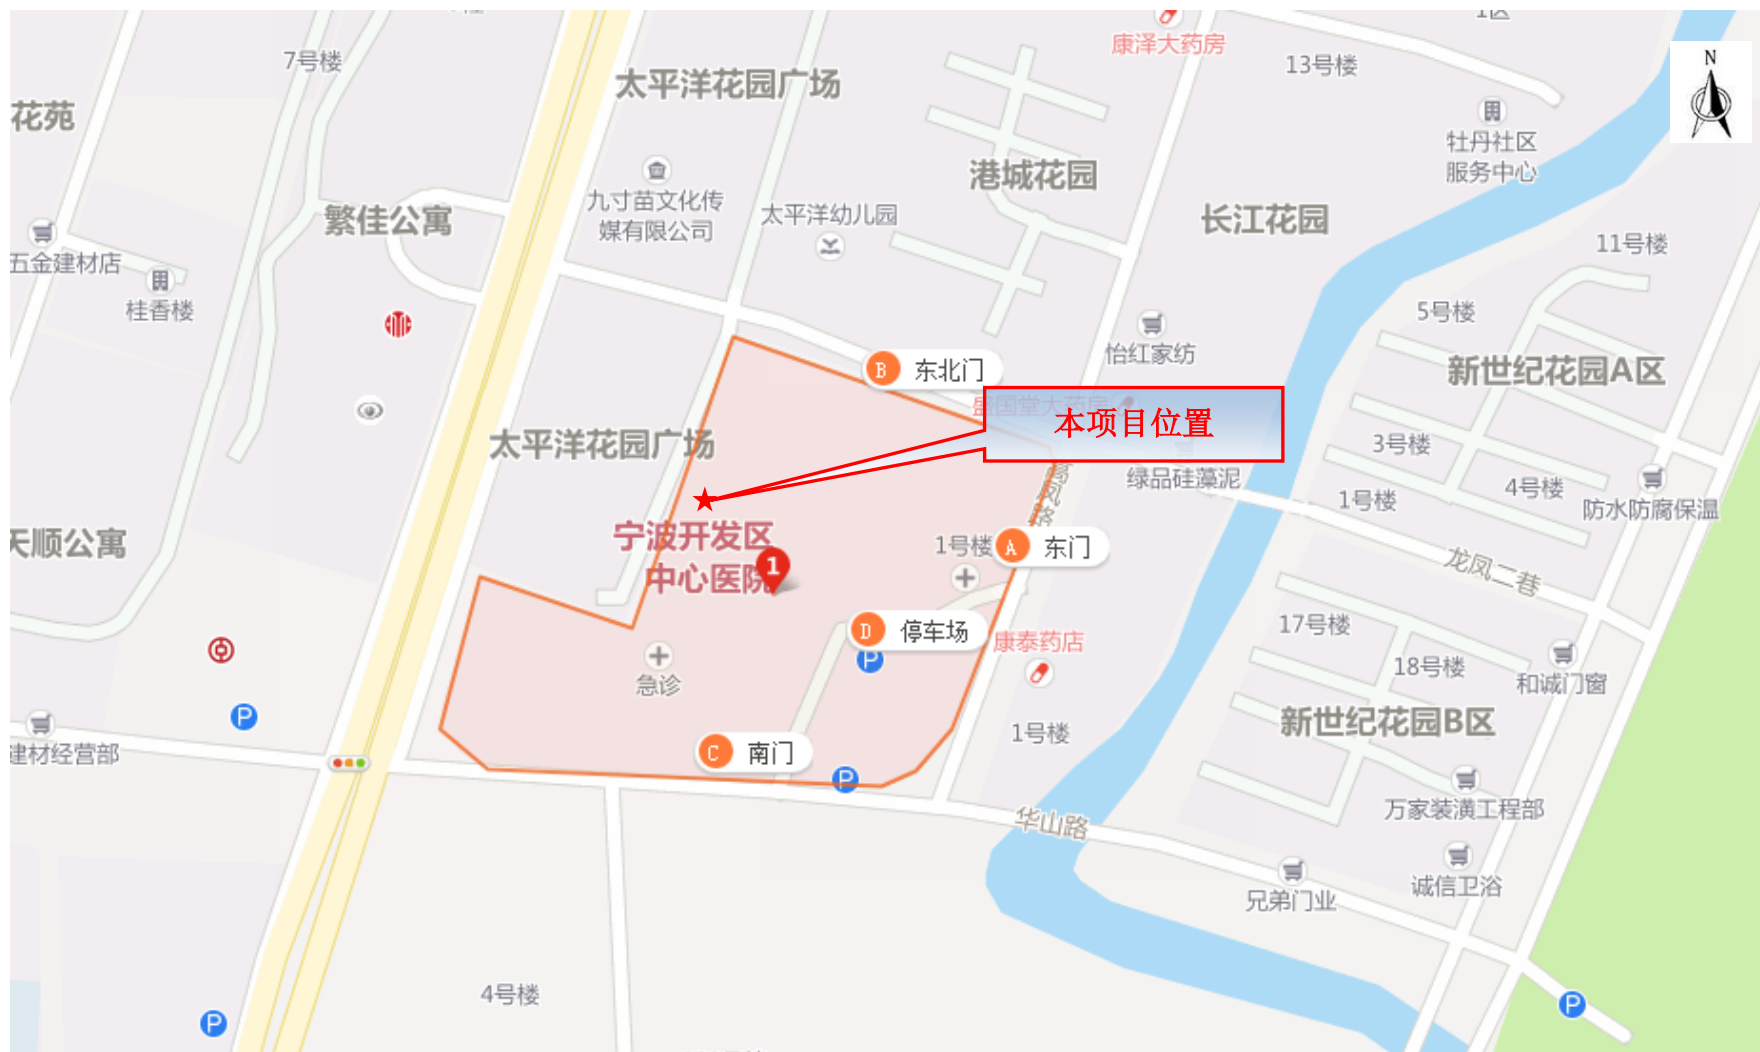 1区
康泽大药房
7号楼
13号楼
N
太平洋花园广场
花苑
牡丹社区
服务中心
港城花园
九寸苗文化传
媒有限公司
太平洋幼儿园
繁佳公寓
长江花园
11号楼
五金建材店
桂香楼
5号楼
怡红家纺
B 东北门
新世纪花园A区
盛国堂大药房
本项目位置
太平洋花园广场
3号楼
绿品硅藻泥
4号楼
1号楼
防水防腐保温
宁波开发区
中心医院
1
1号楼
A 东门
天顺公寓
龙凤二巷
17号楼
D 停车场
康泰药店
P
急诊
18号楼
和诚门窗
P
新世纪花园B区
1号楼
建材经营部
C 南门
P
万家装潢工程部
华山路
诚信卫浴
兄弟门业
4号楼
P
P